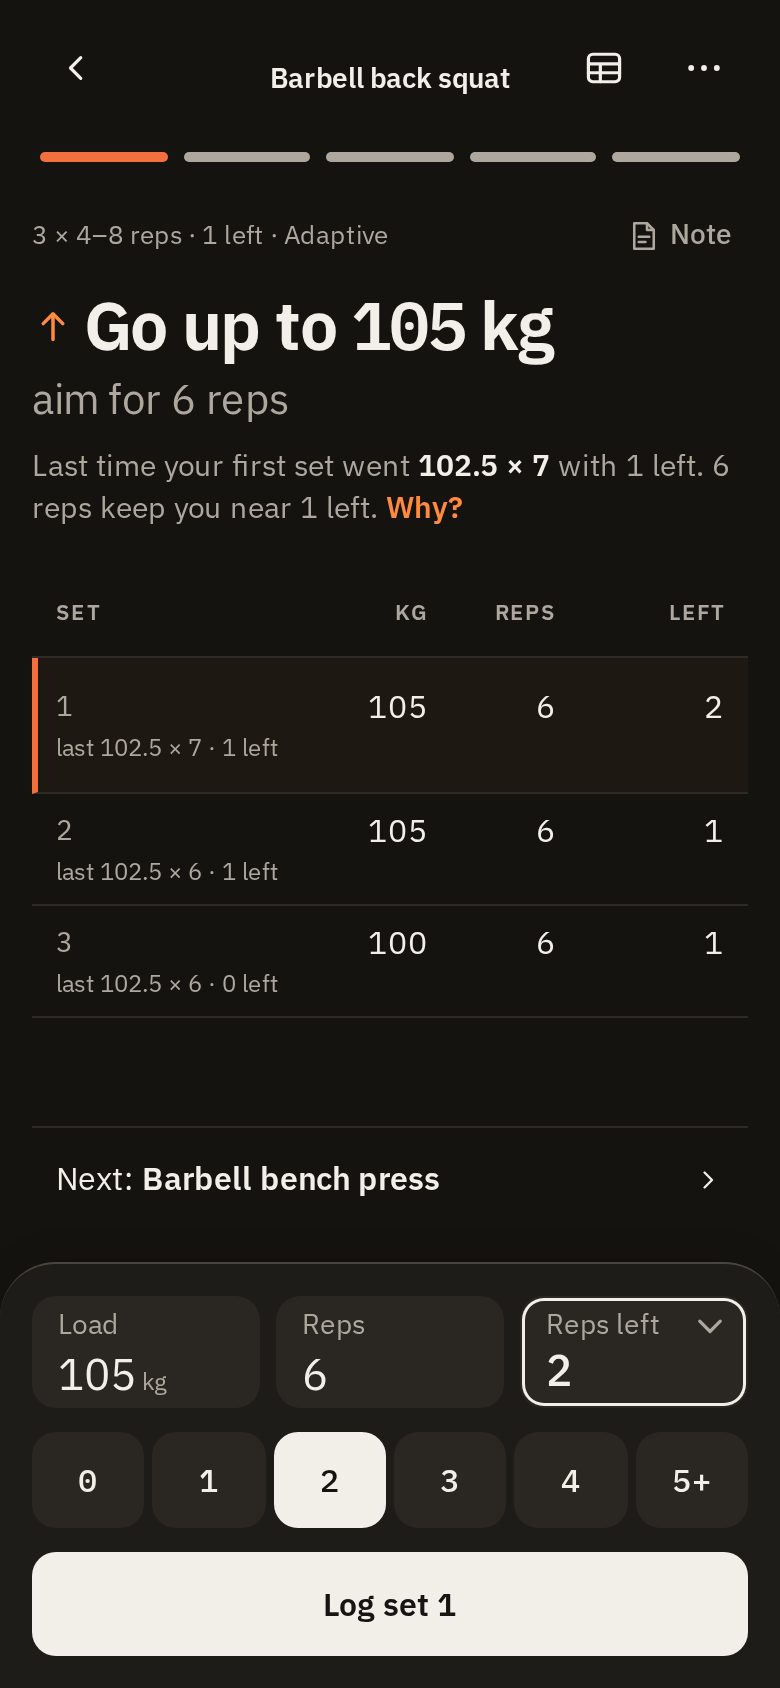 Barbell back squat
3 × 4–8 reps · 1 left · Adaptive
Note
↑ Go up to 105 kg
aim for 6 reps
Last time your first set went 102.5 × 7 with 1 left. 6
reps keep you near 1 left. Why?
SET KG REPS LEFT
1 105 6 2
last 102.5 × 7 · 1 left
2 105 6 1
last 102.5 × 6 · 1 left
3 100 6 1
last 102.5 × 6 · 0 left
Next: Barbell bench press
Load Reps Reps left
105 kg 6 2
0 1 2 3 4 5+
Log set 1